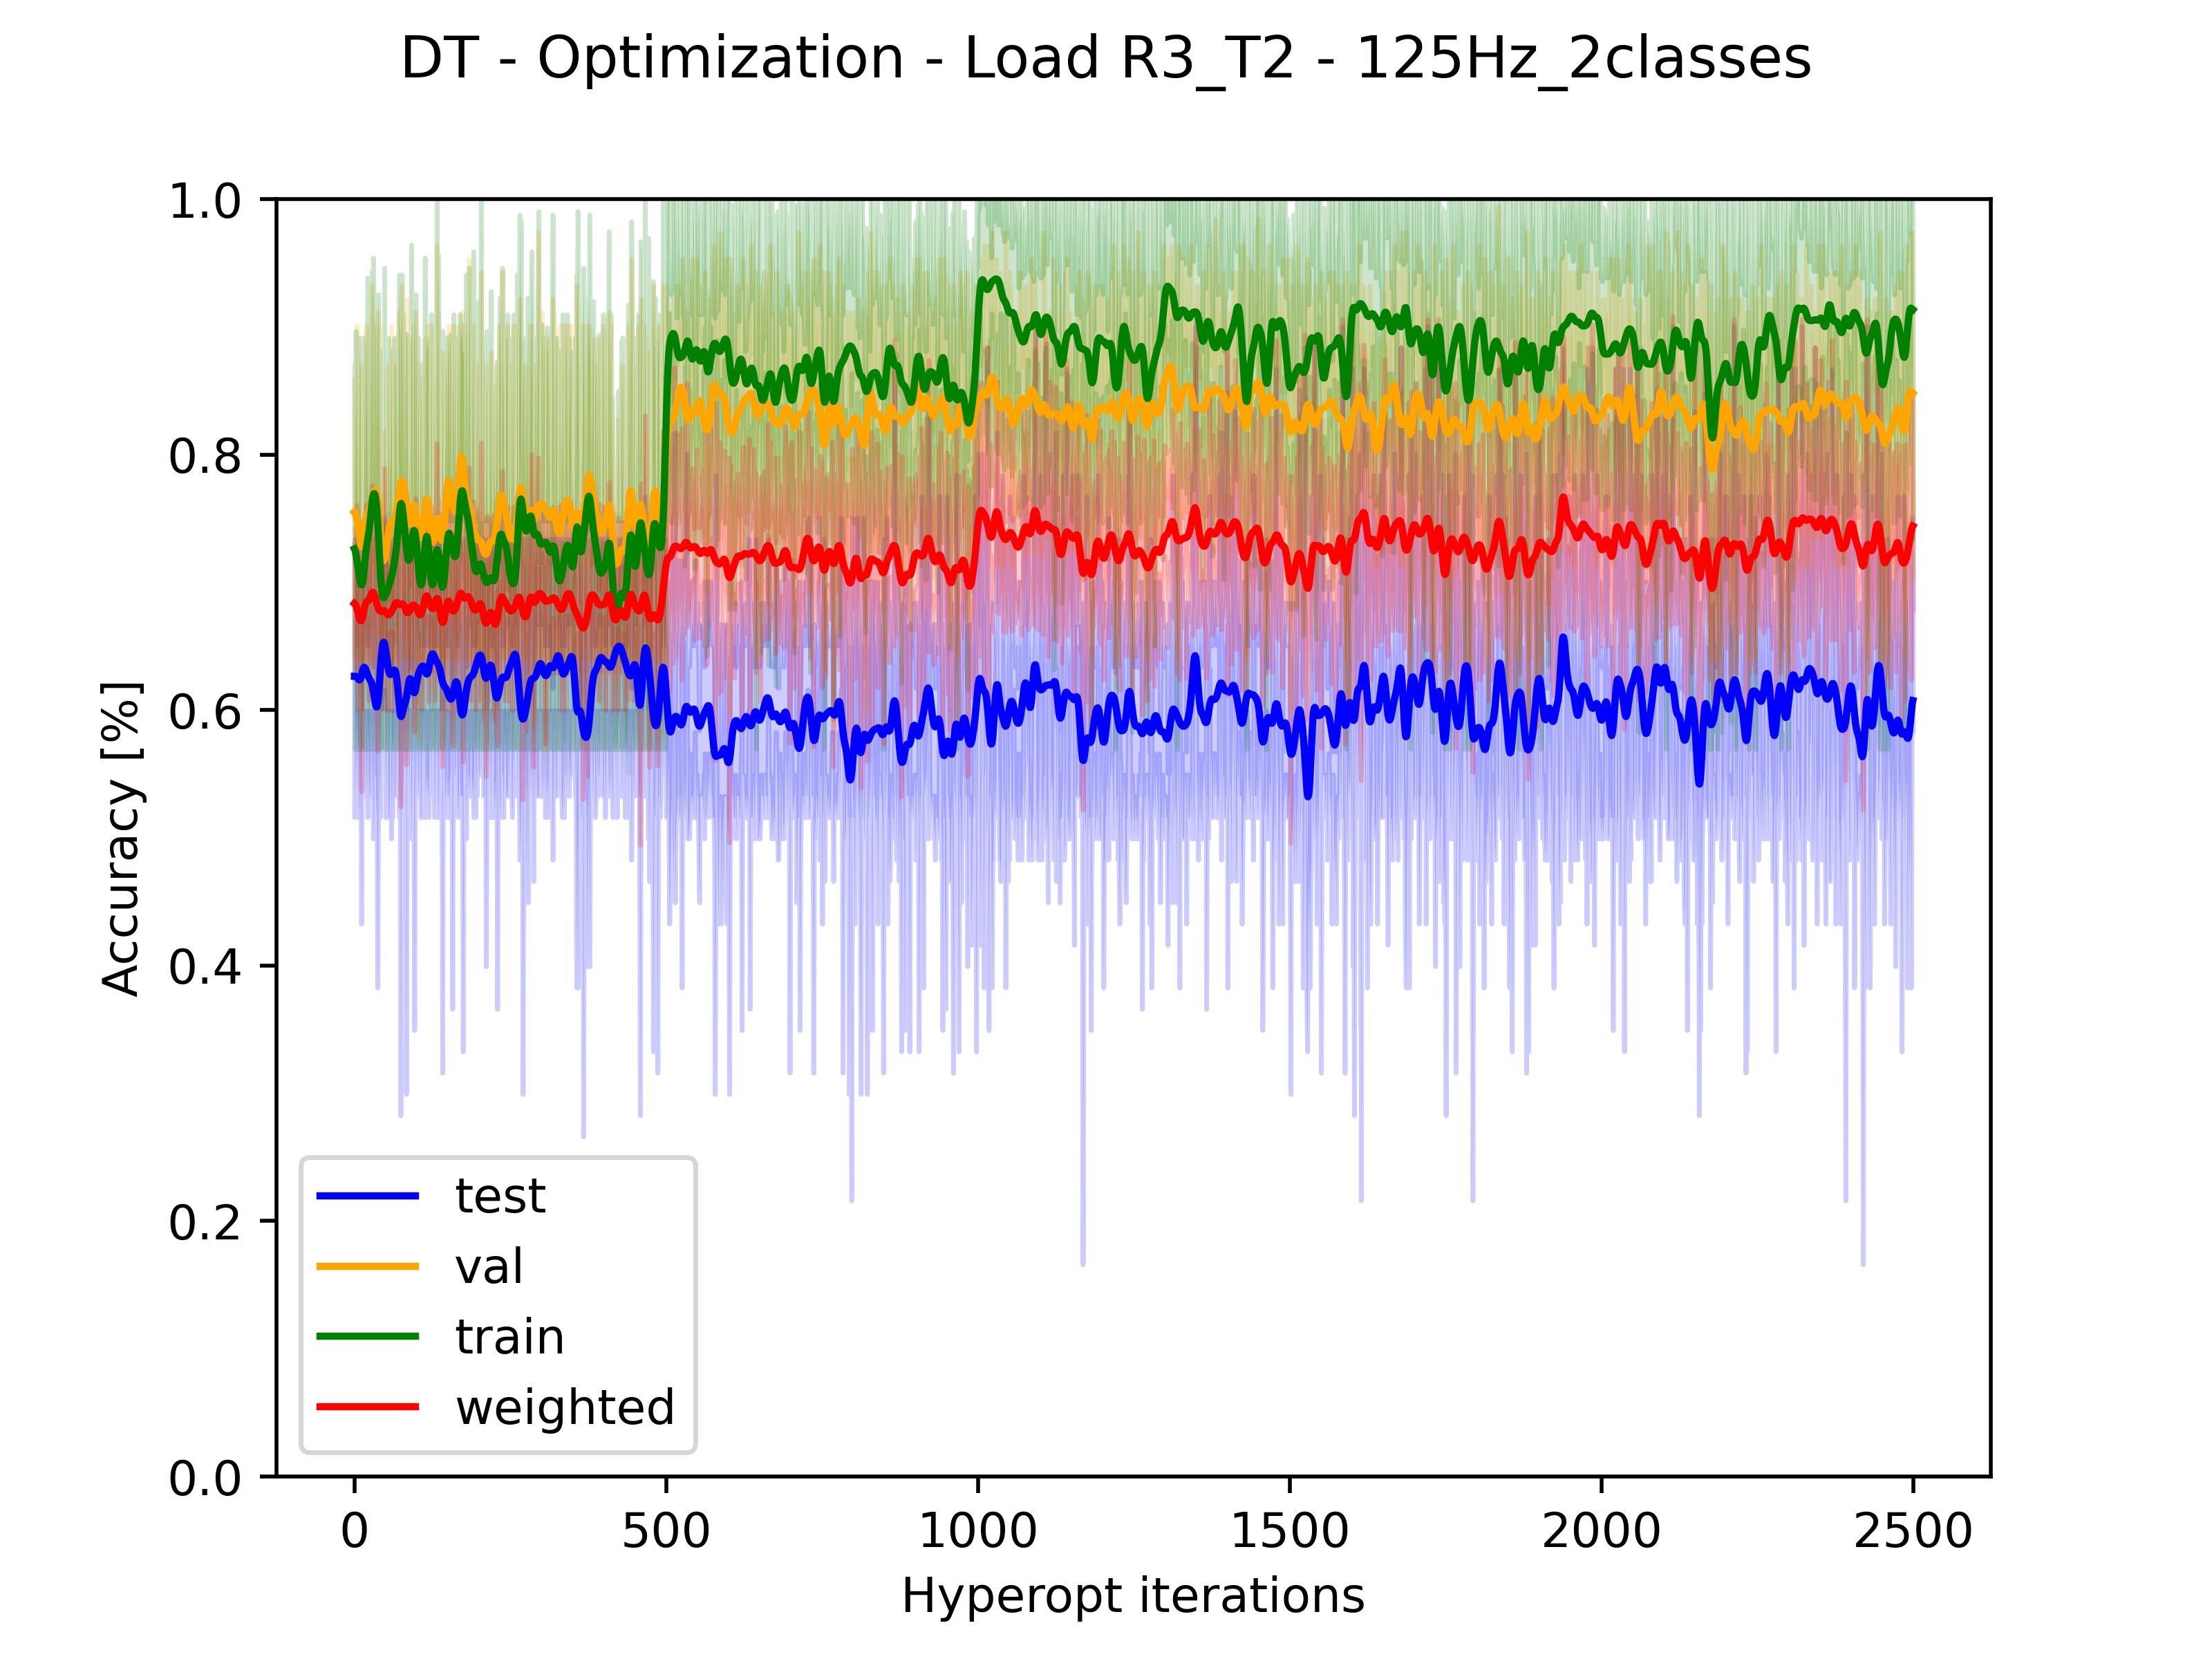 DT - Optimization - Load R3_T2 - 125Hz_2classes
1.0
0.8
0.6
0.4
0.2
0.0
Accuracy [%]
test
val
train
weighted
0 500 1000 1500 2000 2500
Hyperopt iterations